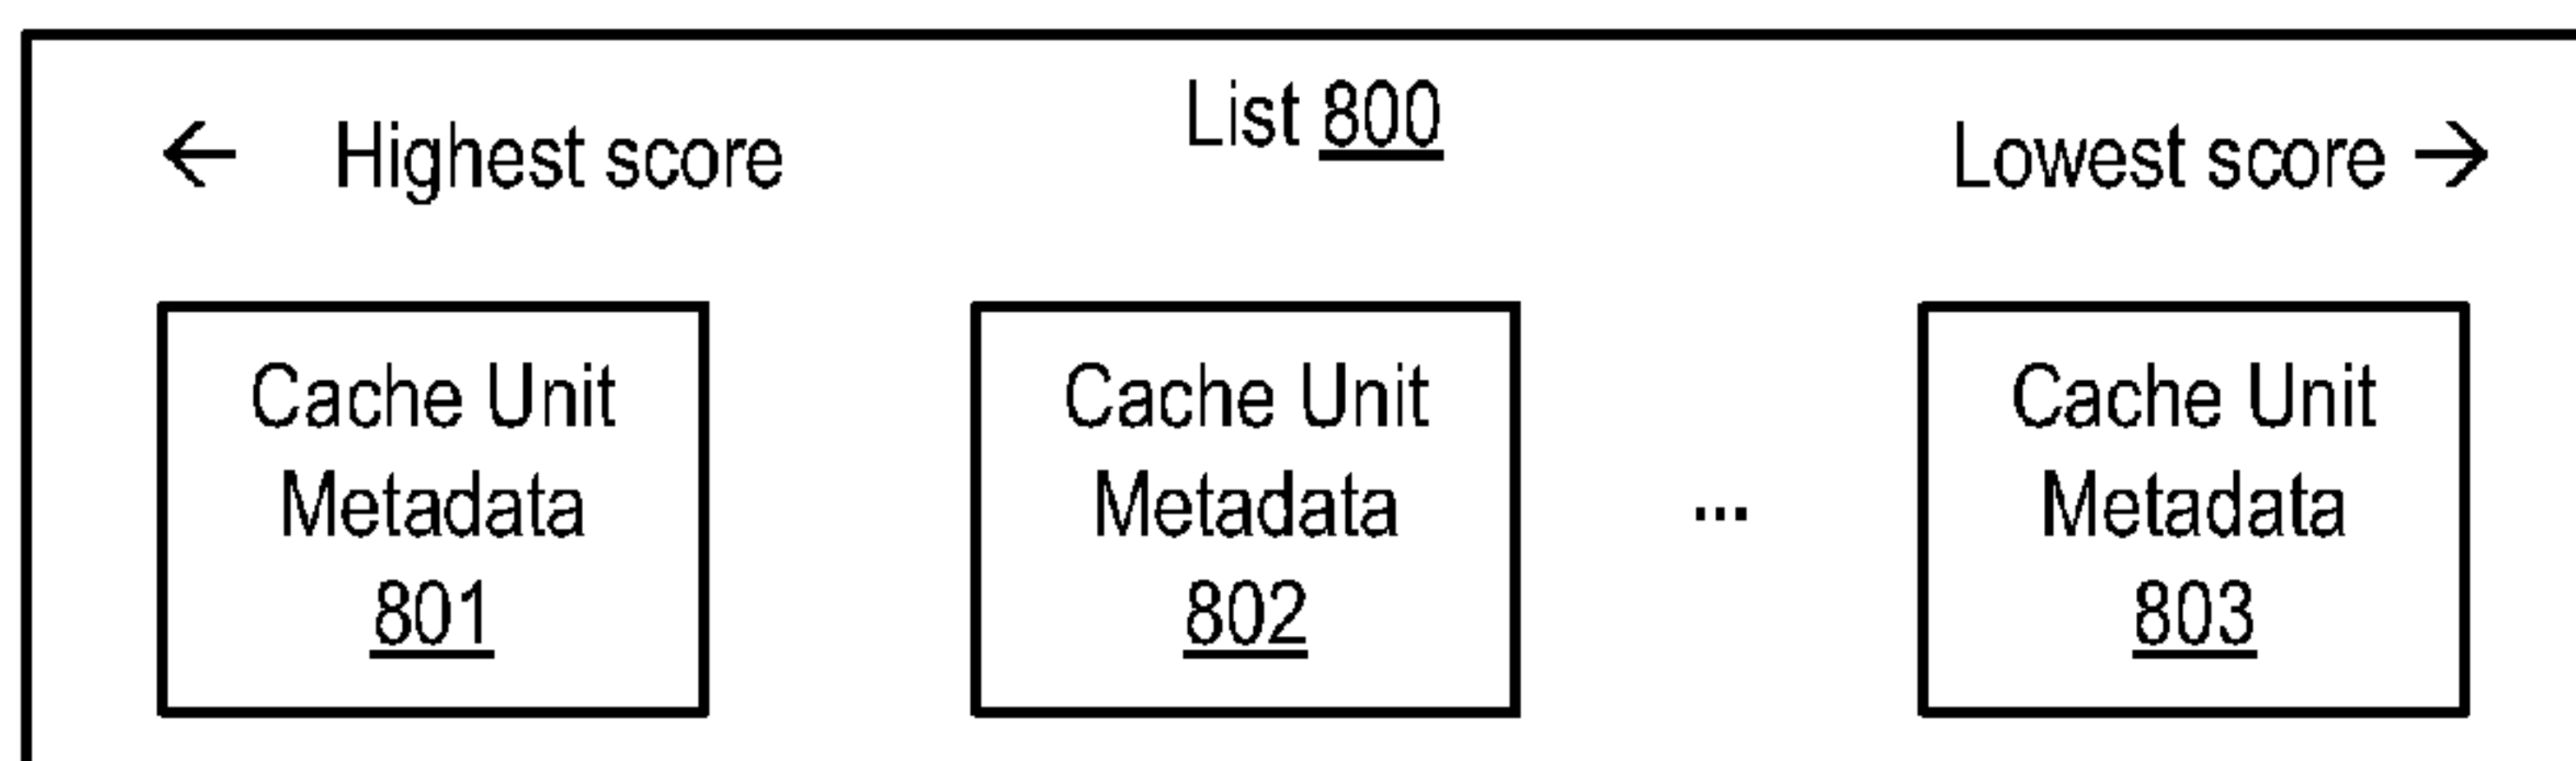 List 800
← Highest score
Lowest score →
Cache Unit
Metadata
801
Cache Unit
Metadata
802
...
Cache Unit
Metadata
803